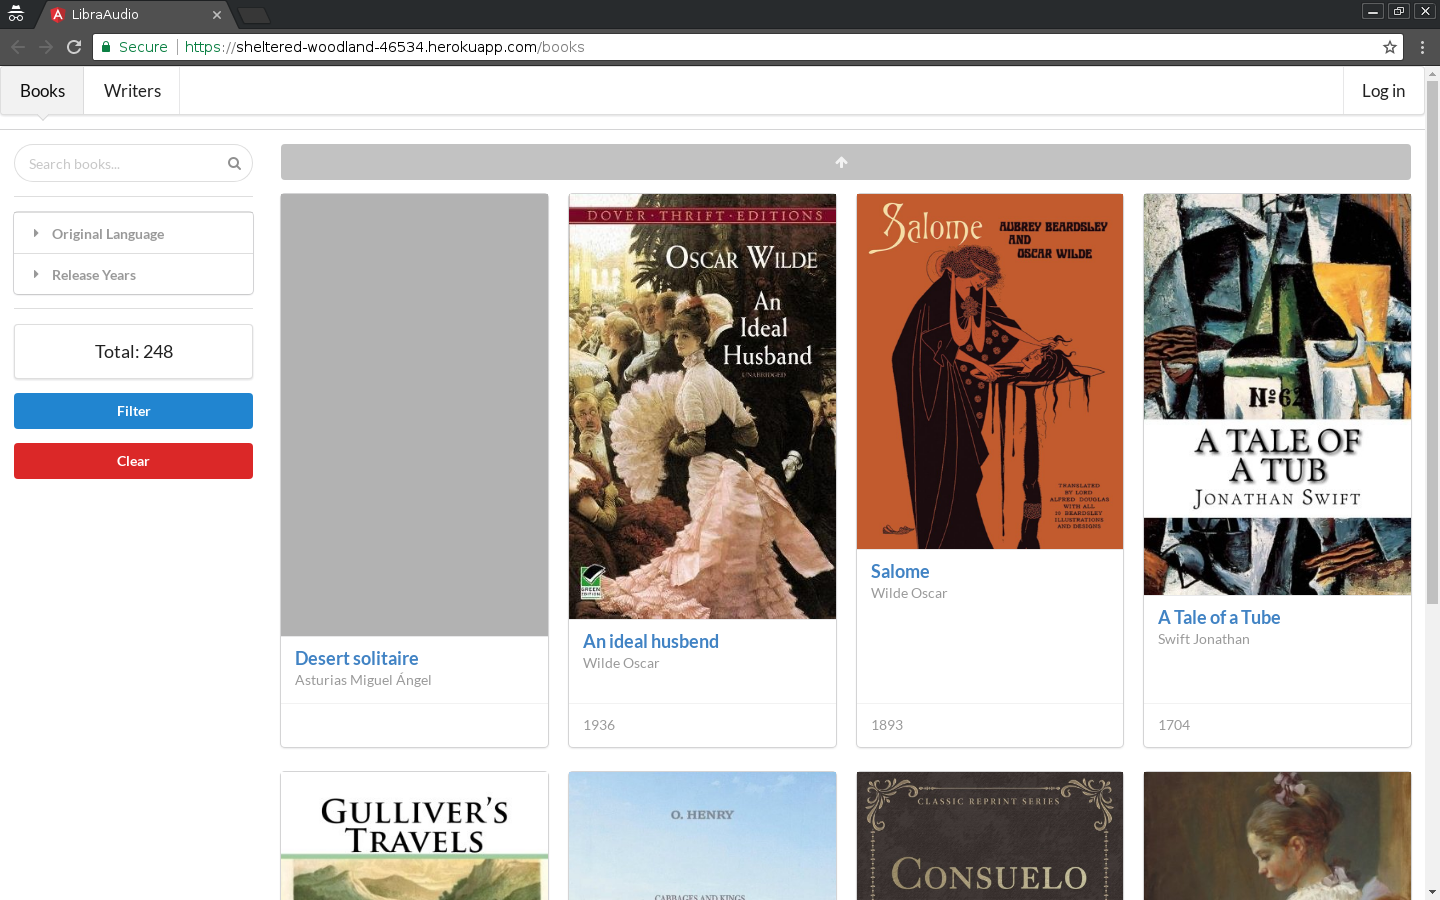 LibraAudio
Secure
https://sheltered-woodland-46534.herokuapp.com/books
Books
Writers
Log in
Search books...
Original Language
Release Years
Total: 248
Filter
Clear
DOVER · THRIFT · EDITIONS
OSCAR WILDE
An
Ideal
Husband
UNABRIDGED
GREEN
EDITION
Salome
AUBREY BEARDSLEY
AND
OSCAR WILDE
TRANSLATED
BY LORD
ALFRED DOUGLAS
WITH ALL
BEARDSLEY
ILLUSTRATIONS
AND DESIGNS
Nº62
A TALE OF
A TUB
JONATHAN SWIFT
Desert solitaire
Asturias Miguel Ángel
An ideal husbend
Wilde Oscar
1936
Salome
Wilde Oscar
1893
A Tale of a Tube
Swift Jonathan
1704
GULLIVER'S
TRAVELS
O. HENRY
CABBAGES AND KINGS
CLASSIC REPRINT SERIES
CONSUELO